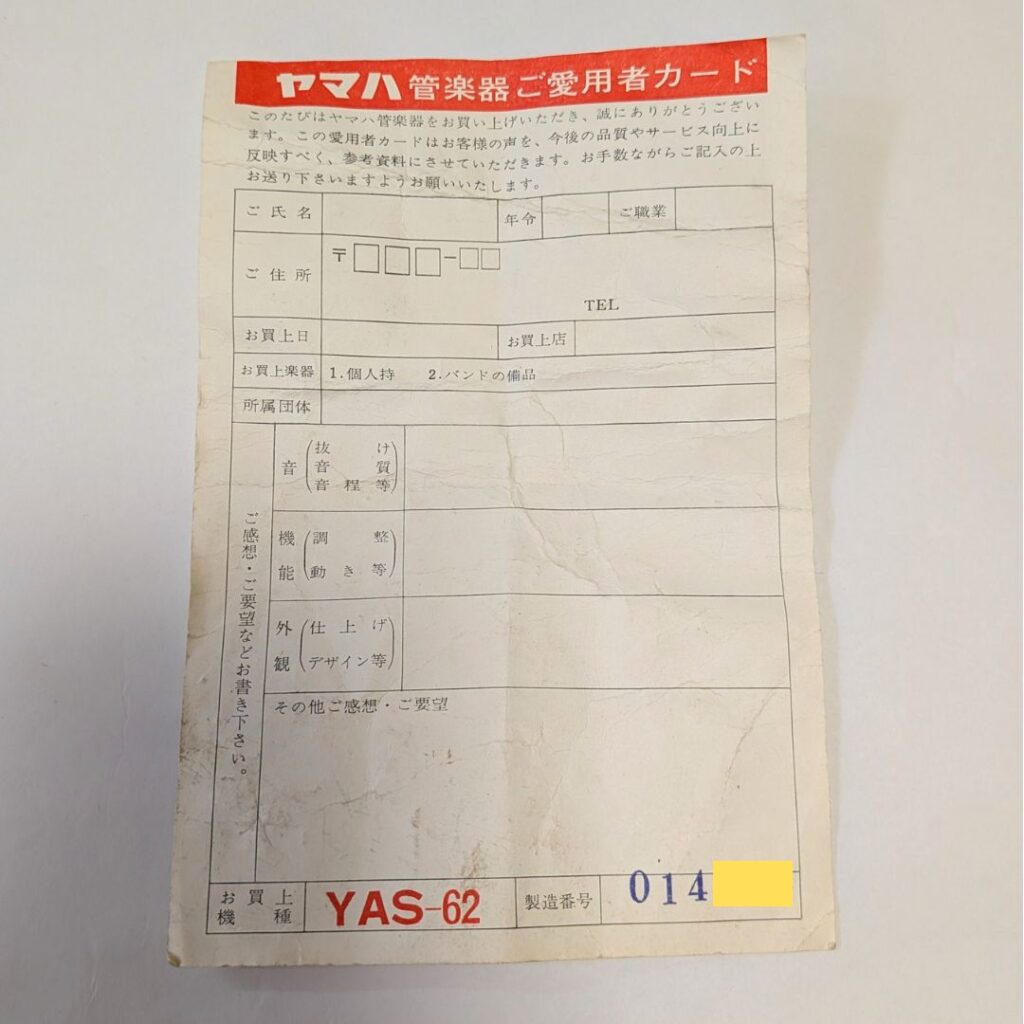 ヤマハ管楽器ご愛用者カード
このたびはヤマハ管楽器をお買い上げいただき、誠にありがとうござい
ます。この愛用者カードはお客様の声を、今後の品質やサービス向上に
反映すべく、参考資料にさせていただきます。お手数ながらご記入の上
お送り下さいますようお願いいたします。
ご氏名 年令 ご職業
ご住所 〒□□□-□□
TEL
お買上日 お買上店
お買上楽器 1.個人持 2.バンドの備品
所属団体
ご感想・ご要望などお書き下さい。
音(抜け
音質
音程等)
機能(調整
動き等)
外観(仕上げ
デザイン等)
その他ご感想・ご要望
お買上機種 YAS-62 製造番号 014